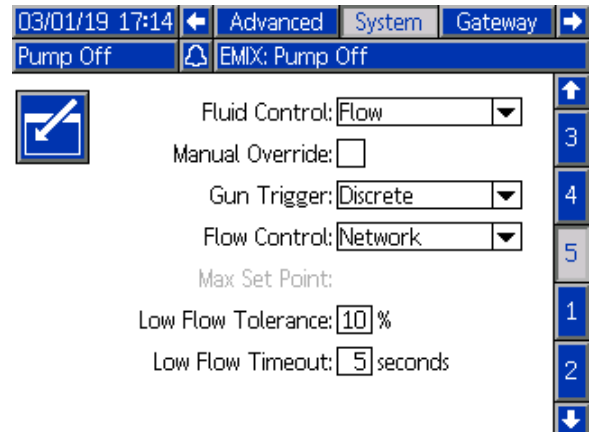 03/01/19 17:14 Advanced System Gateway
Pump Off EMIX: Pump Off
Fluid Control: Flow
3
Manual Override:
Gun Trigger: Discrete
4
Flow Control: Network
5
Max Set Point:
Low Flow Tolerance: 10 %
1
Low Flow Timeout: 5 seconds
2